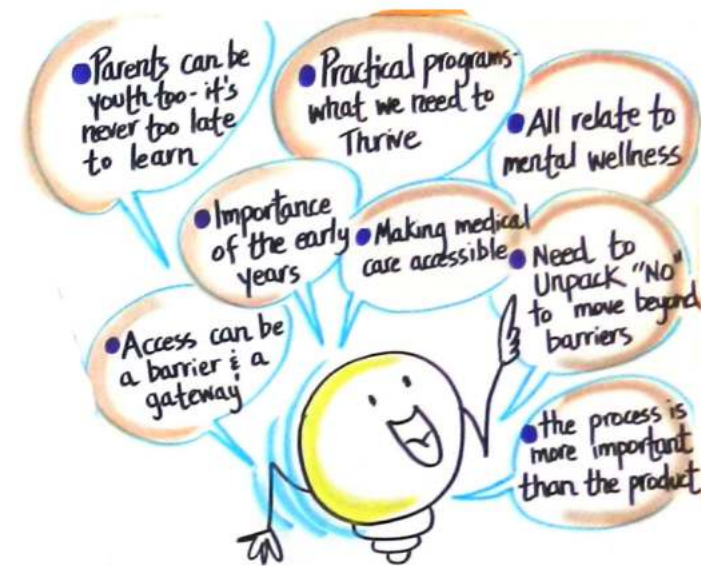 Parents can be
youth too - it's
never too late
to learn
Practical programs -
what we need to
Thrive
All relate to
mental wellness
Importance
of the early
years
Making medical
care accessible
Need to
Unpack "NO"
to move beyond
barriers
Access can be
a barrier & a
gateway
the process is
more important
than the product